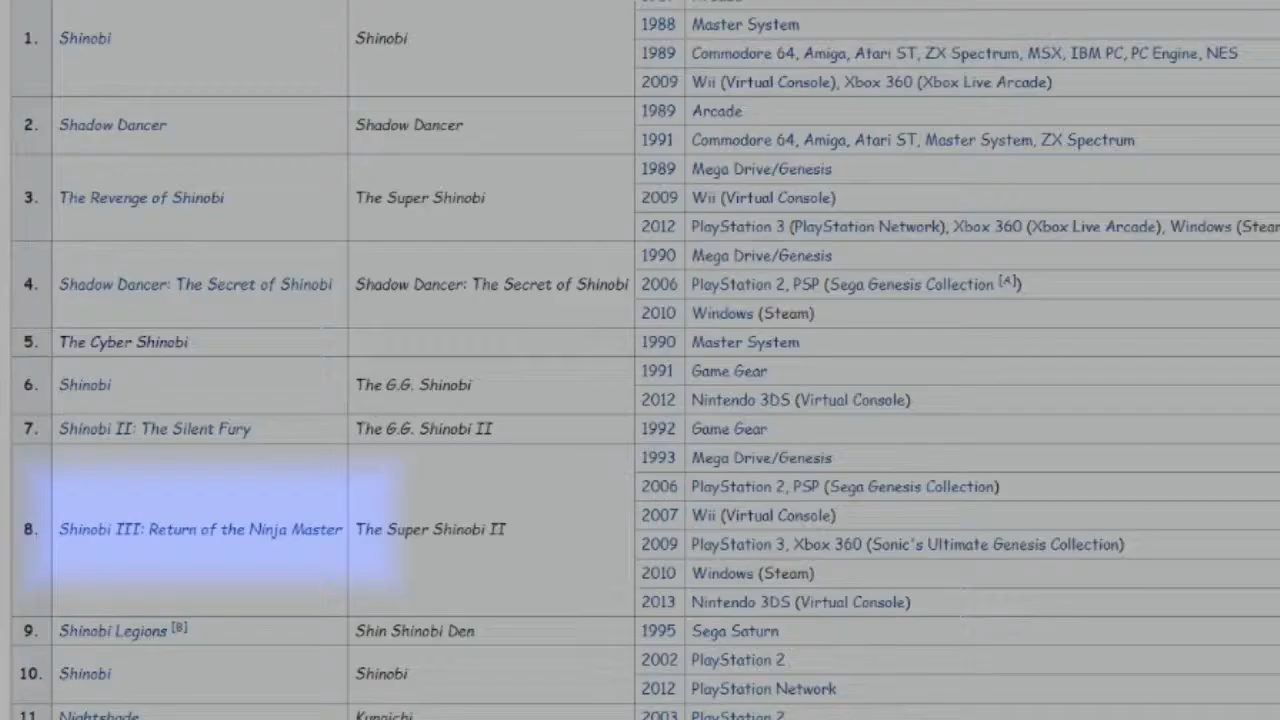 1. Shinobi Shinobi
1988 Master System
1989 Commodore 64, Amiga, Atari ST, ZX Spectrum, MSX, IBM PC, PC Engine, NES
2009 Wii (Virtual Console), Xbox 360 (Xbox Live Arcade)
2. Shadow Dancer Shadow Dancer
1989 Arcade
1991 Commodore 64, Amiga, Atari ST, Master System, ZX Spectrum
3. The Revenge of Shinobi The Super Shinobi
1989 Mega Drive/Genesis
2009 Wii (Virtual Console)
2012 PlayStation 3 (PlayStation Network), Xbox 360 (Xbox Live Arcade), Windows (Stear
4. Shadow Dancer: The Secret of Shinobi Shadow Dancer: The Secret of Shinobi
1990 Mega Drive/Genesis
2006 PlayStation 2, PSP (Sega Genesis Collection [A])
2010 Windows (Steam)
5. The Cyber Shinobi 1990 Master System
6. Shinobi The G.G. Shinobi
1991 Game Gear
2012 Nintendo 3DS (Virtual Console)
7. Shinobi II: The Silent Fury The G.G. Shinobi II 1992 Game Gear
8. Shinobi III: Return of the Ninja Master The Super Shinobi II
1993 Mega Drive/Genesis
2006 PlayStation 2, PSP (Sega Genesis Collection)
2007 Wii (Virtual Console)
2009 PlayStation 3, Xbox 360 (Sonic's Ultimate Genesis Collection)
2010 Windows (Steam)
2013 Nintendo 3DS (Virtual Console)
9. Shinobi Legions [B] Shin Shinobi Den 1995 Sega Saturn
10. Shinobi Shinobi
2002 PlayStation 2
2012 PlayStation Network
11 Nightshade Kunoichi 2003 PlayStation 2